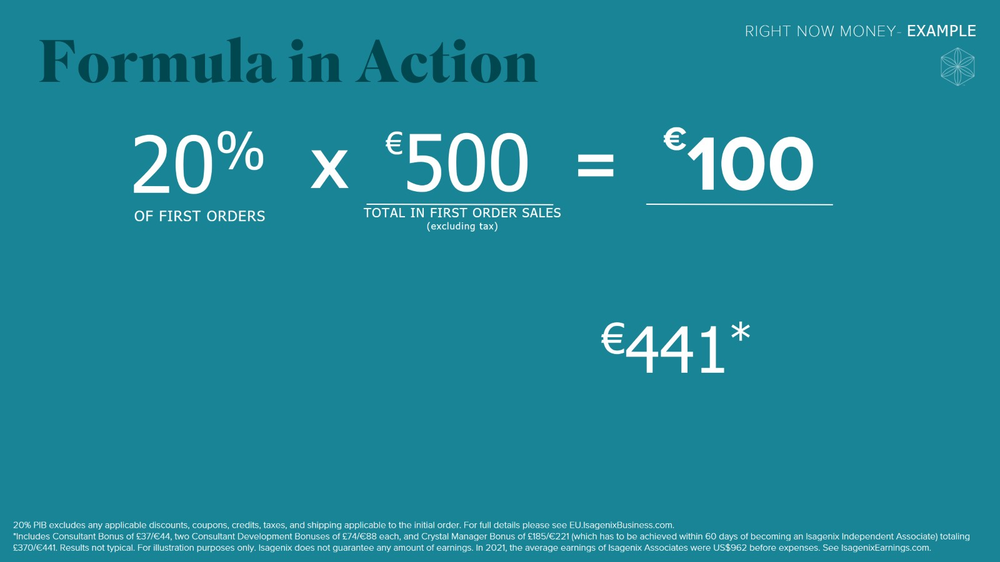 RIGHT NOW MONEY- EXAMPLE
Formula in Action
20% x €500 = €100
OF FIRST ORDERS
TOTAL IN FIRST ORDER SALES
(excluding tax)
€441*
20% PIB excludes any applicable discounts, coupons, credits, taxes, and shipping applicable to the initial order. For full details please see EU.IsagenixBusiness.com.
*Includes Consultant Bonus of £37/€44, two Consultant Development Bonuses of £74/€88 each, and Crystal Manager Bonus of £185/€221 (which has to be achieved within 60 days of becoming an Isagenix Independent Associate) totaling
£370/€441. Results not typical. For illustration purposes only. Isagenix does not guarantee any amount of earnings. In 2021, the average earnings of Isagenix Associates were US$962 before expenses. See IsagenixEarnings.com.